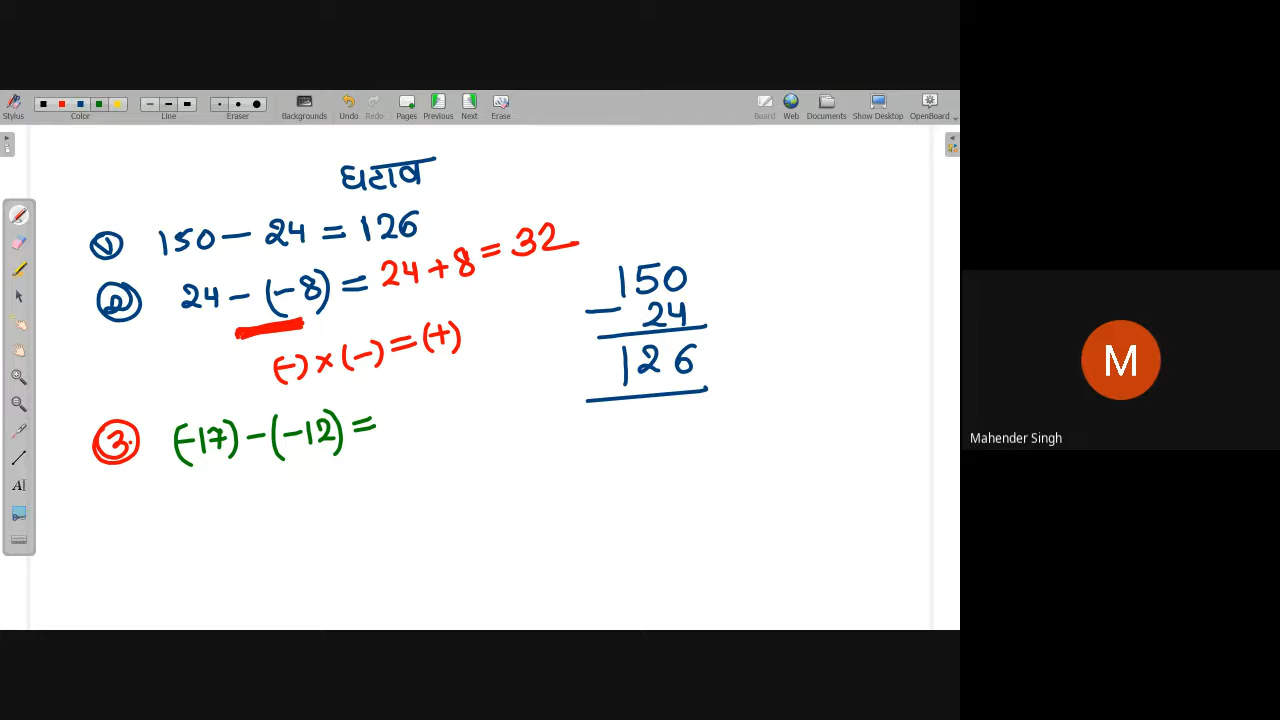 Stylus
Color
Line
Eraser
Backgrounds
Undo
Redo
Pages
Previous
Next
Erase
Board
Web
Documents
Show Desktop
OpenBoard
घटाव
① 150 - 24 = 126
② 24 - (-8) = 24 + 8 = 32
(-) × (-) = (+)
150
- 24
126
3. (-17) - (-12) =
M
Mahender Singh